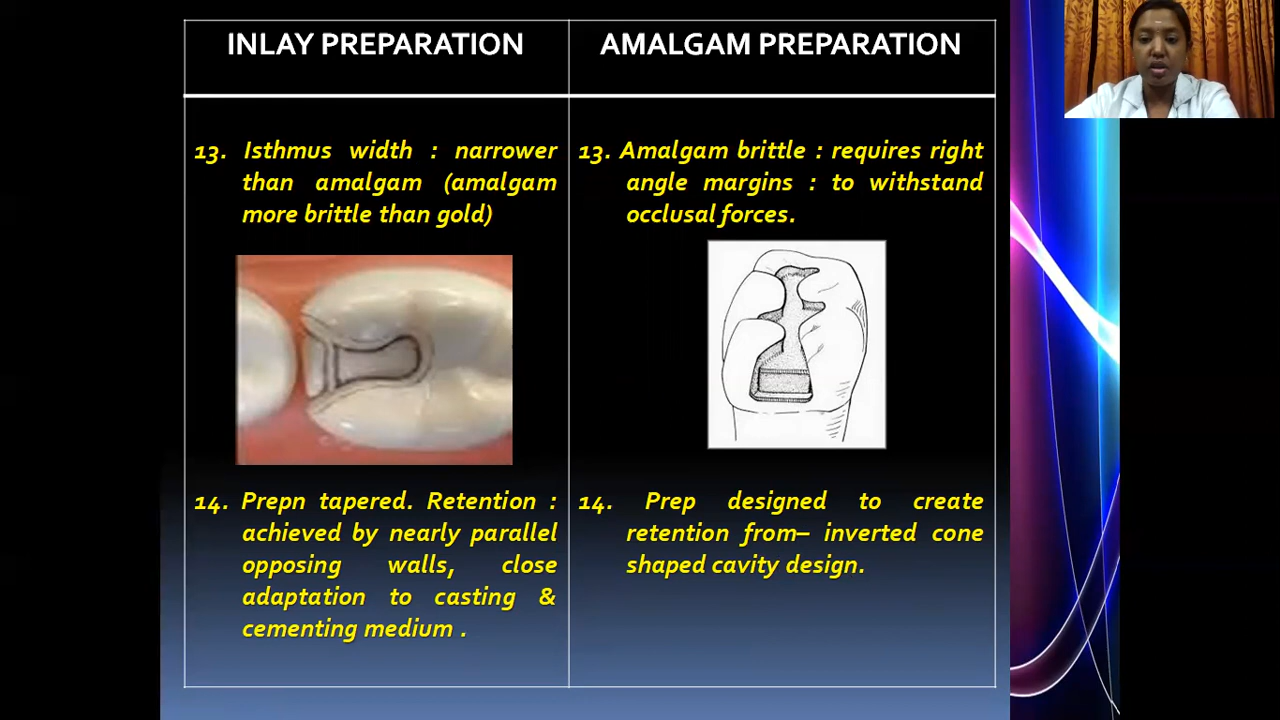 INLAY PREPARATION
AMALGAM PREPARATION
13. Isthmus width : narrower
than amalgam (amalgam
more brittle than gold)
13. Amalgam brittle : requires right
angle margins : to withstand
occlusal forces.
14. Prepn tapered. Retention :
achieved by nearly parallel
opposing walls, close
adaptation to casting &
cementing medium .
14. Prep designed to create
retention from– inverted cone
shaped cavity design.